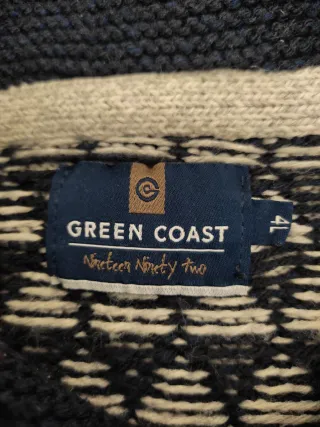 GREEN COAST
Nineteen Ninety two
4L